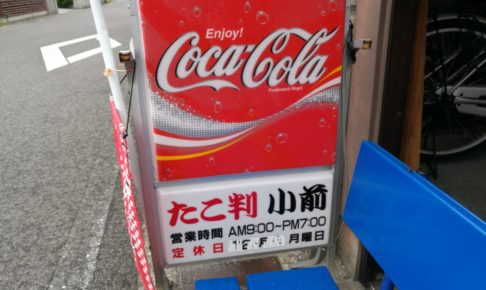 Enjoy!
Coca-Cola
Trademark Regd.
たこ判 小前
営業時間 AM9:00〜PM7:00
定休日 月曜日